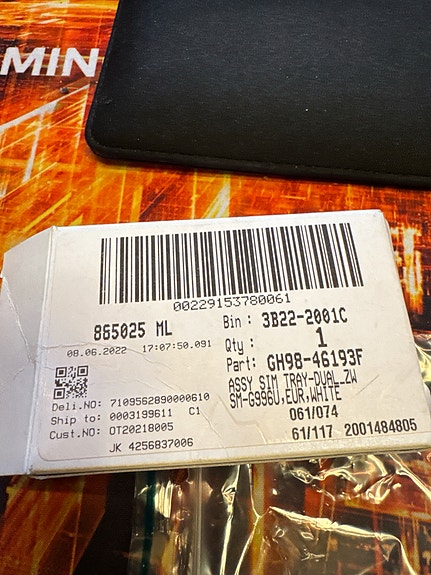 MIN
00229153780061
865025 ML
Bin : 3B22-2001C
08.06.2022 17:07:50.091
Qty : 1
Part: GH98-46193F
ASSY SIM TRAY-DUAL_ZW
SM-G996U,EUR,WHITE
Deli.NO: 7109562890000610
Ship to: 0003199611 C1
061/074
Cust.NO: OT20218005
61/117 2001484805
JK 4256837006